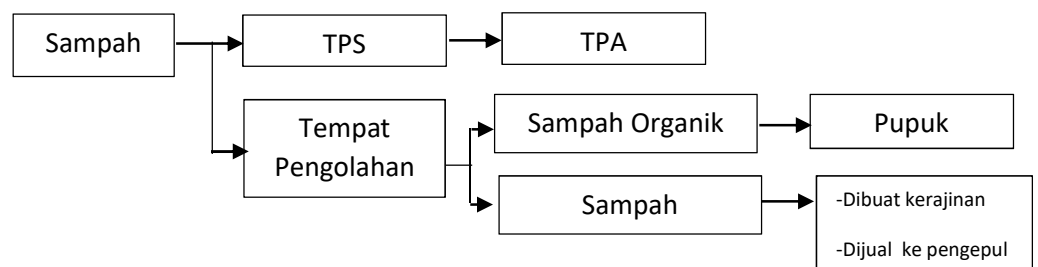 Sampah
TPS
TPA
Tempat
Pengolahan
Sampah Organik
Pupuk
Sampah
-Dibuat kerajinan
-Dijual ke pengepul